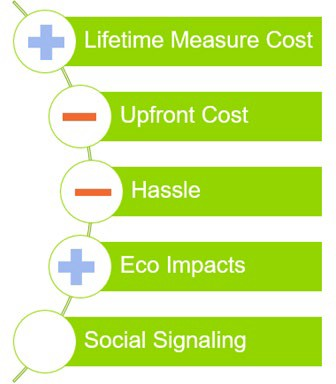 Lifetime Measure Cost
Upfront Cost
Hassle
Eco Impacts
Social Signaling